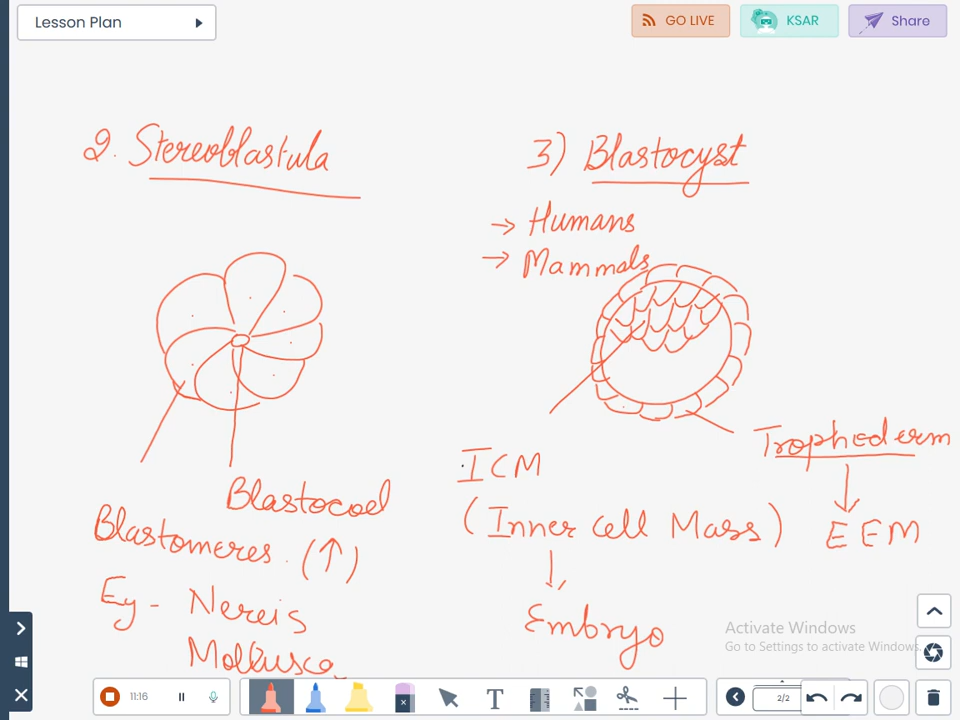 Lesson Plan
GO LIVE
KSAR
Share
2. Stereoblastula
3) Blastocyst
→ Humans
→ Mammals
Trophoderm
ICM
Blastocoel
(Inner cell Mass)
EEM
Blastomeres. (↑)
Eg - Nereis
Mollusca
Embryo
Activate Windows
Go to Settings to activate Windows.
11:16
T
2/2